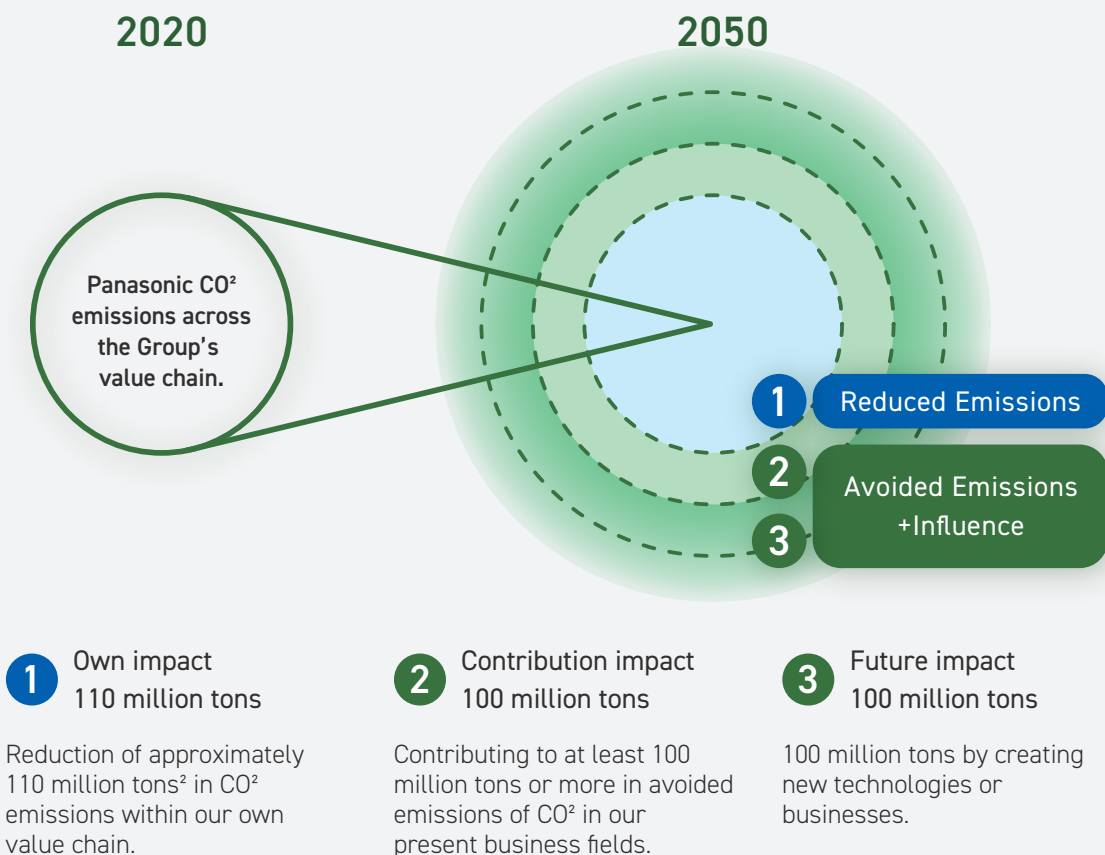 2020
2050
Panasonic CO²
emissions across
the Group's
value chain.
1
Reduced Emissions
2
3
Avoided Emissions
+Influence
1
Own impact
110 million tons
Reduction of approximately
110 million tons² in CO²
emissions within our own
value chain.
2
Contribution impact
100 million tons
Contributing to at least 100
million tons or more in avoided
emissions of CO² in our
present business fields.
3
Future impact
100 million tons
100 million tons by creating
new technologies or
businesses.